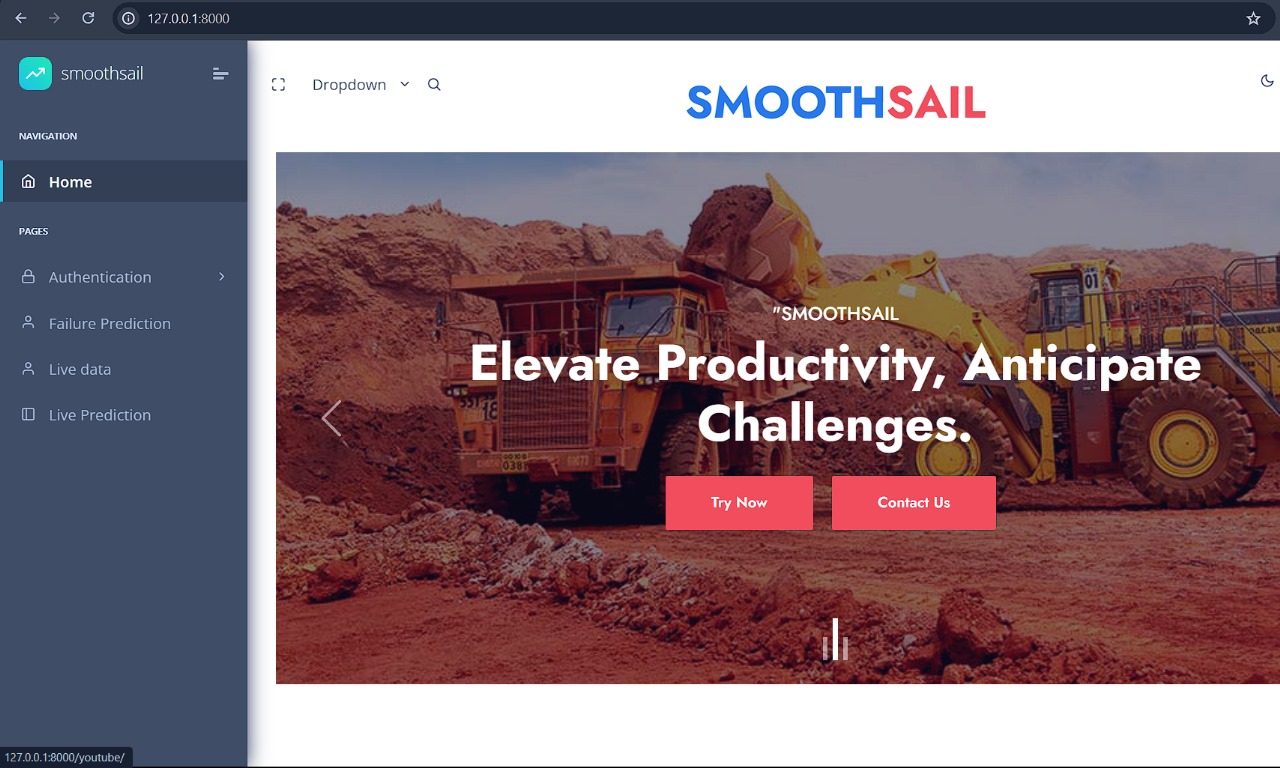 127.0.0.1:8000
smoothsail
Dropdown
SMOOTHSAIL
NAVIGATION
Home
PAGES
Authentication
Failure Prediction
Live data
Live Prediction
01
"SMOOTHSAIL
Elevate Productivity, Anticipate
Challenges.
Try Now
Contact Us
127.0.0.1:8000/youtube/